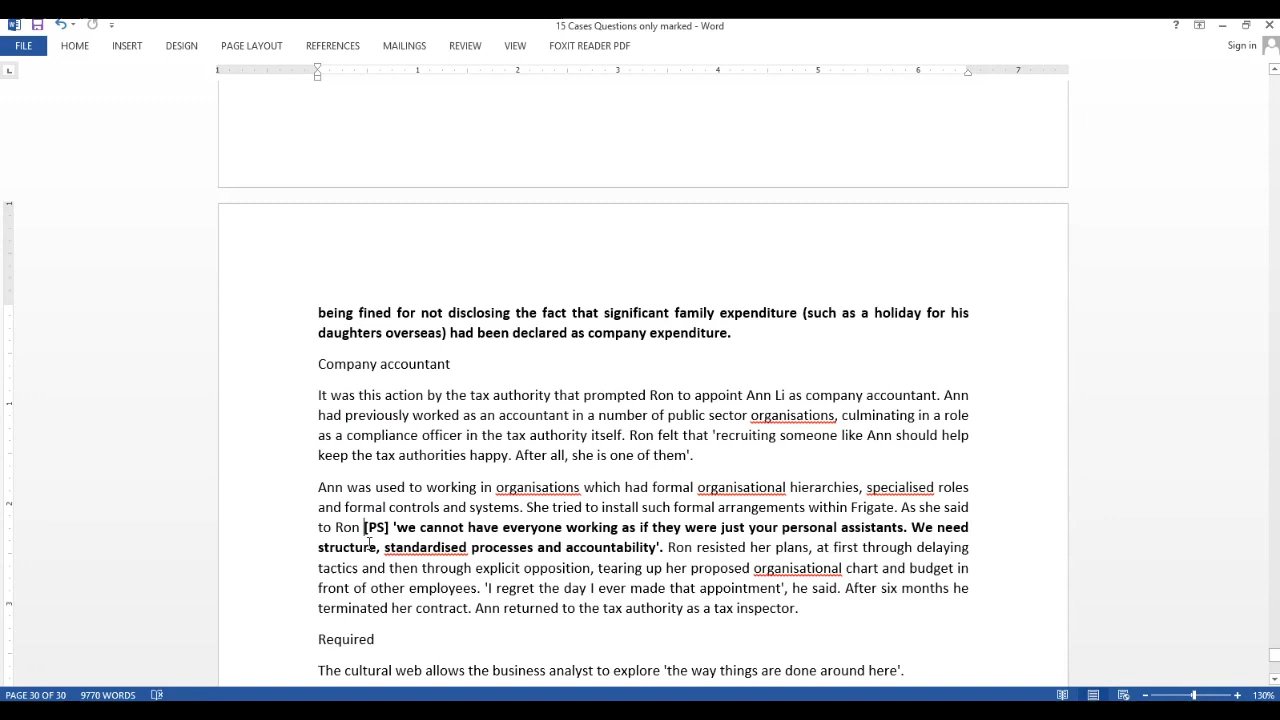 15 Cases Questions only marked - Word
FILE HOME INSERT DESIGN PAGE LAYOUT REFERENCES MAILINGS REVIEW VIEW FOXIT READER PDF Sign in
1 1 2 3 4 5 6 7
being fined for not disclosing the fact that significant family expenditure (such as a holiday for his
daughters overseas) had been declared as company expenditure.
Company accountant
It was this action by the tax authority that prompted Ron to appoint Ann Li as company accountant. Ann
had previously worked as an accountant in a number of public sector organisations, culminating in a role
as a compliance officer in the tax authority itself. Ron felt that 'recruiting someone like Ann should help
keep the tax authorities happy. After all, she is one of them'.
Ann was used to working in organisations which had formal organisational hierarchies, specialised roles
and formal controls and systems. She tried to install such formal arrangements within Frigate. As she said
to Ron [PS] 'we cannot have everyone working as if they were just your personal assistants. We need
structure, standardised processes and accountability'. Ron resisted her plans, at first through delaying
tactics and then through explicit opposition, tearing up her proposed organisational chart and budget in
front of other employees. 'I regret the day I ever made that appointment', he said. After six months he
terminated her contract. Ann returned to the tax authority as a tax inspector.
Required
The cultural web allows the business analyst to explore 'the way things are done around here'.
1
1
2
3
PAGE 30 OF 30 9770 WORDS 130%